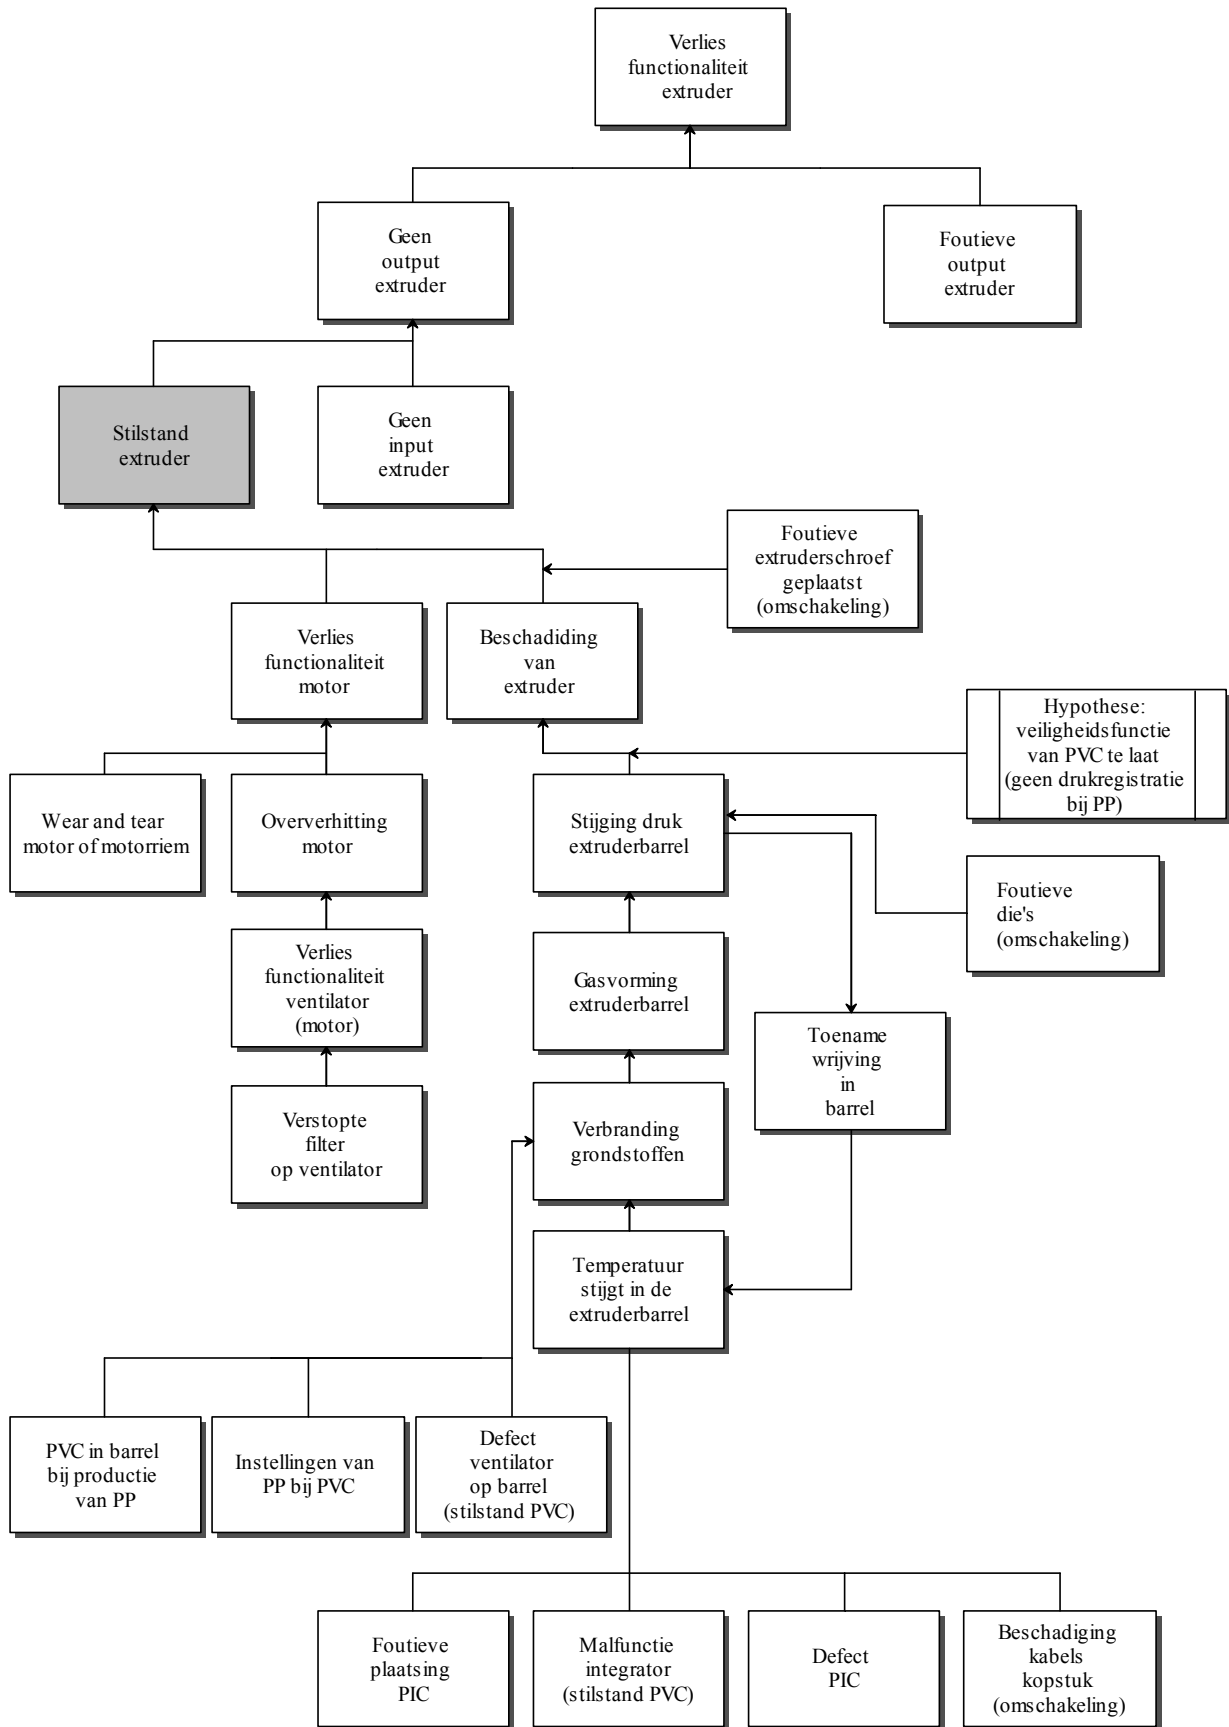 Verlies
functionaliteit
extruder
Geen
output
extruder
Foutieve
output
extruder
Stilstand
extruder
Geen
input
extruder
Foutieve
extruderschroef
geplaatst
(omschakeling)
Verlies
functionaliteit
motor
Beschadiding
van
extruder
Hypothese:
veiligheidsfunctie
van PVC te laat
(geen drukregistratie
bij PP)
Wear and tear
motor of motorriem
Oververhitting
motor
Stijging druk
extruderbarrel
Foutieve
die's
(omschakeling)
Verlies
functionaliteit
ventilator
(motor)
Gasvorming
extruderbarrel
Toename
wrijving
in
barrel
Verstopte
filter
op ventilator
Verbranding
grondstoffen
Temperatuur
stijgt in de
extruderbarrel
PVC in barrel
bij productie
van PP
Instellingen van
PP bij PVC
Defect
ventilator
op barrel
(stilstand PVC)
Foutieve
plaatsing
PIC
Malfunctie
integrator
(stilstand PVC)
Defect
PIC
Beschadiging
kabels
kopstuk
(omschakeling)